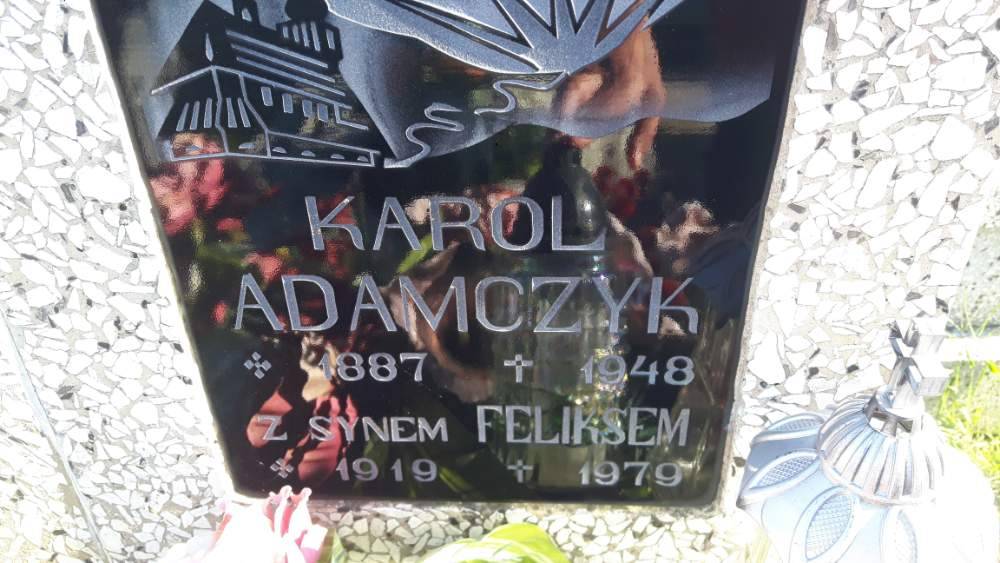 KAROL
ADAMCZYK
1887 † 1948
Z SYNEM FELIKSEM
1919 † 1979